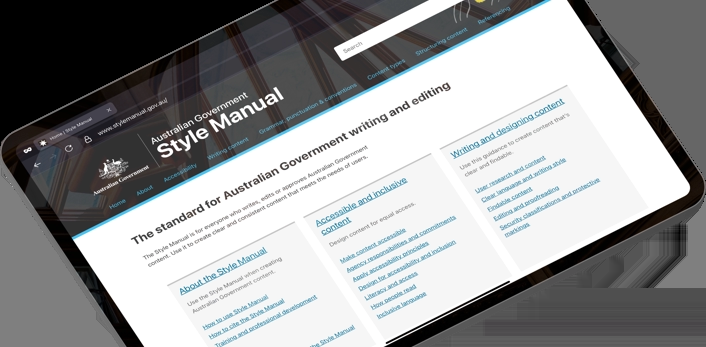 Home | Style Manual
www.stylemanual.gov.au
Search
Australian Government
Australian Government
Style Manual
Home
About
Accessibility
Writing content
Grammar, punctuation & conventions
Content types
Structuring content
Referencing
The standard for Australian Government writing and editing
The Style Manual is for everyone who writes, edits or approves Australian Government
content. Use it to create clear and consistent content that meets the needs of users.
About the Style Manual
Use the Style Manual when creating
Australian Government content.
How to use Style Manual
How to cite the Style Manual
Training and professional development
the Style Manual
Accessible and inclusive
content
Design content for equal access.
Make content accessible
Agency responsibilities and commitments
Apply accessibility principles
Design for accessibility and inclusion
Literacy and access
How people read
Inclusive language
Writing and designing content
Use this guidance to create content that's
clear and findable.
User research and content
Clear language and writing style
Findable content
Editing and proofreading
Security classifications and protective
markings